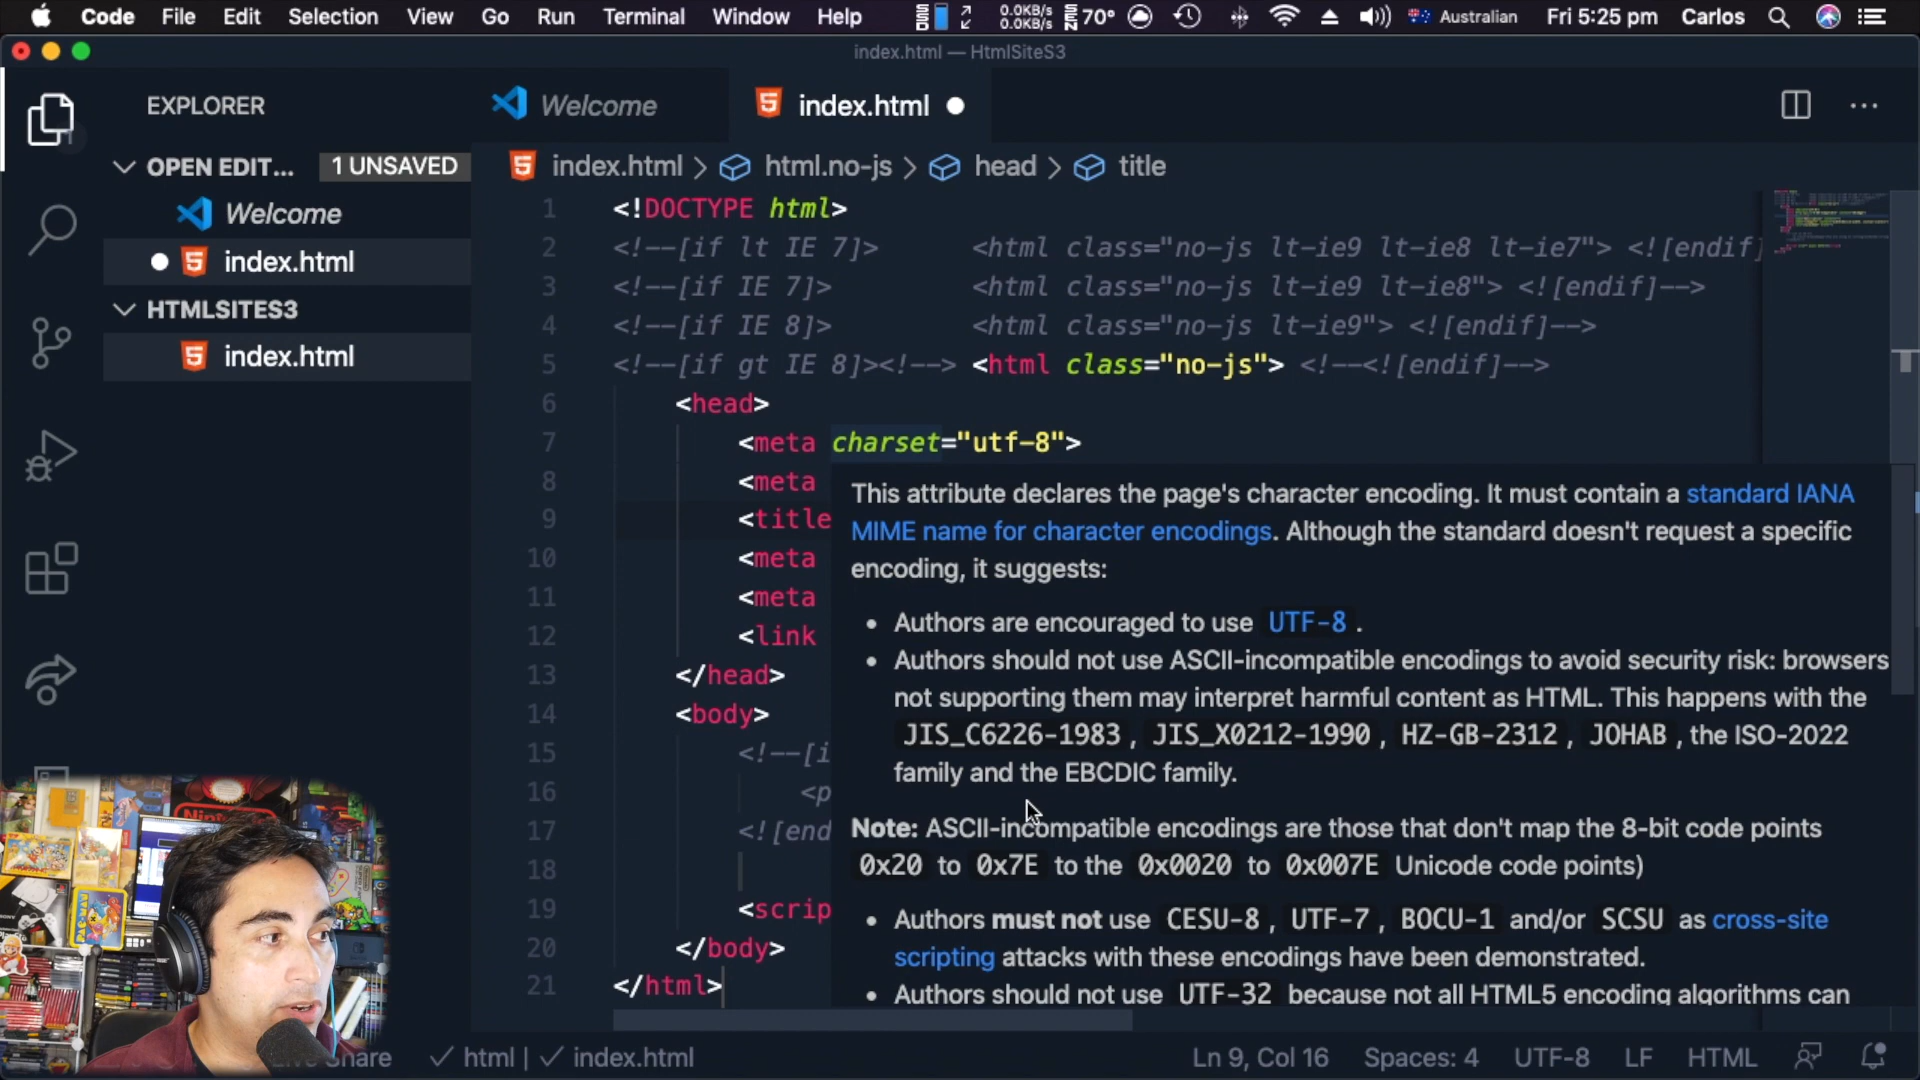 Code File Edit Selection View Go Run Terminal Window Help 0.0KB/s 0.0KB/s 70° Australian Fri 5:25 pm Carlos
index.html — HtmlSiteS3
EXPLORER
OPEN EDIT... 1 UNSAVED
Welcome
index.html
HTMLSITES3
index.html
Welcome index.html
index.html > html.no-js > head > title
1 <!DOCTYPE html>
2 <!--[if lt IE 7]> <html class="no-js lt-ie9 lt-ie8 lt-ie7"> <![endif]
3 <!--[if IE 7]> <html class="no-js lt-ie9 lt-ie8"> <![endif]-->
4 <!--[if IE 8]> <html class="no-js lt-ie9"> <![endif]-->
5 <!--[if gt IE 8]><!--> <html class="no-js"> <!--<![endif]-->
6 <head>
7 <meta charset="utf-8">
8 <meta
9 <title
10 <meta
11 <meta
12 <link
13 </head>
14 <body>
15 <!--[i
16 <p
17 <![end
18
19 <scrip
20 </body>
21 </html>
This attribute declares the page's character encoding. It must contain a standard IANA
MIME name for character encodings. Although the standard doesn't request a specific
encoding, it suggests:
• Authors are encouraged to use UTF-8 .
• Authors should not use ASCII-incompatible encodings to avoid security risk: browsers
not supporting them may interpret harmful content as HTML. This happens with the
JIS_C6226-1983 , JIS_X0212-1990 , HZ-GB-2312 , JOHAB , the ISO-2022
family and the EBCDIC family.
Note: ASCII-incompatible encodings are those that don't map the 8-bit code points
0x20 to 0x7E to the 0x0020 to 0x007E Unicode code points)
• Authors must not use CESU-8 , UTF-7 , BOCU-1 and/or SCSU as cross-site
scripting attacks with these encodings have been demonstrated.
• Authors should not use UTF-32 because not all HTML5 encoding algorithms can
Nintendo
PAC-MAN
Share html | index.html Ln 9, Col 16 Spaces: 4 UTF-8 LF HTML